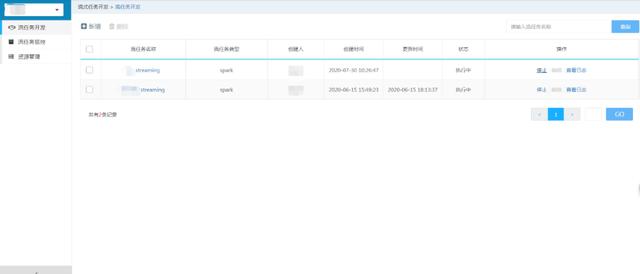 流式任务开发 > 流任务开发
流任务开发
流任务监控
资源管理
新增 删除
请输入流任务名称 查询
流任务名称 流任务类型 创建人 创建时间 更新时间 状态 操作
streaming spark 2020-07-30 10:26:47 执行中 停止 查看日志
streaming spark 2020-06-15 15:49:23 2020-06-15 18:13:37 执行中 停止 查看日志
共有2条记录
< 1 > GO